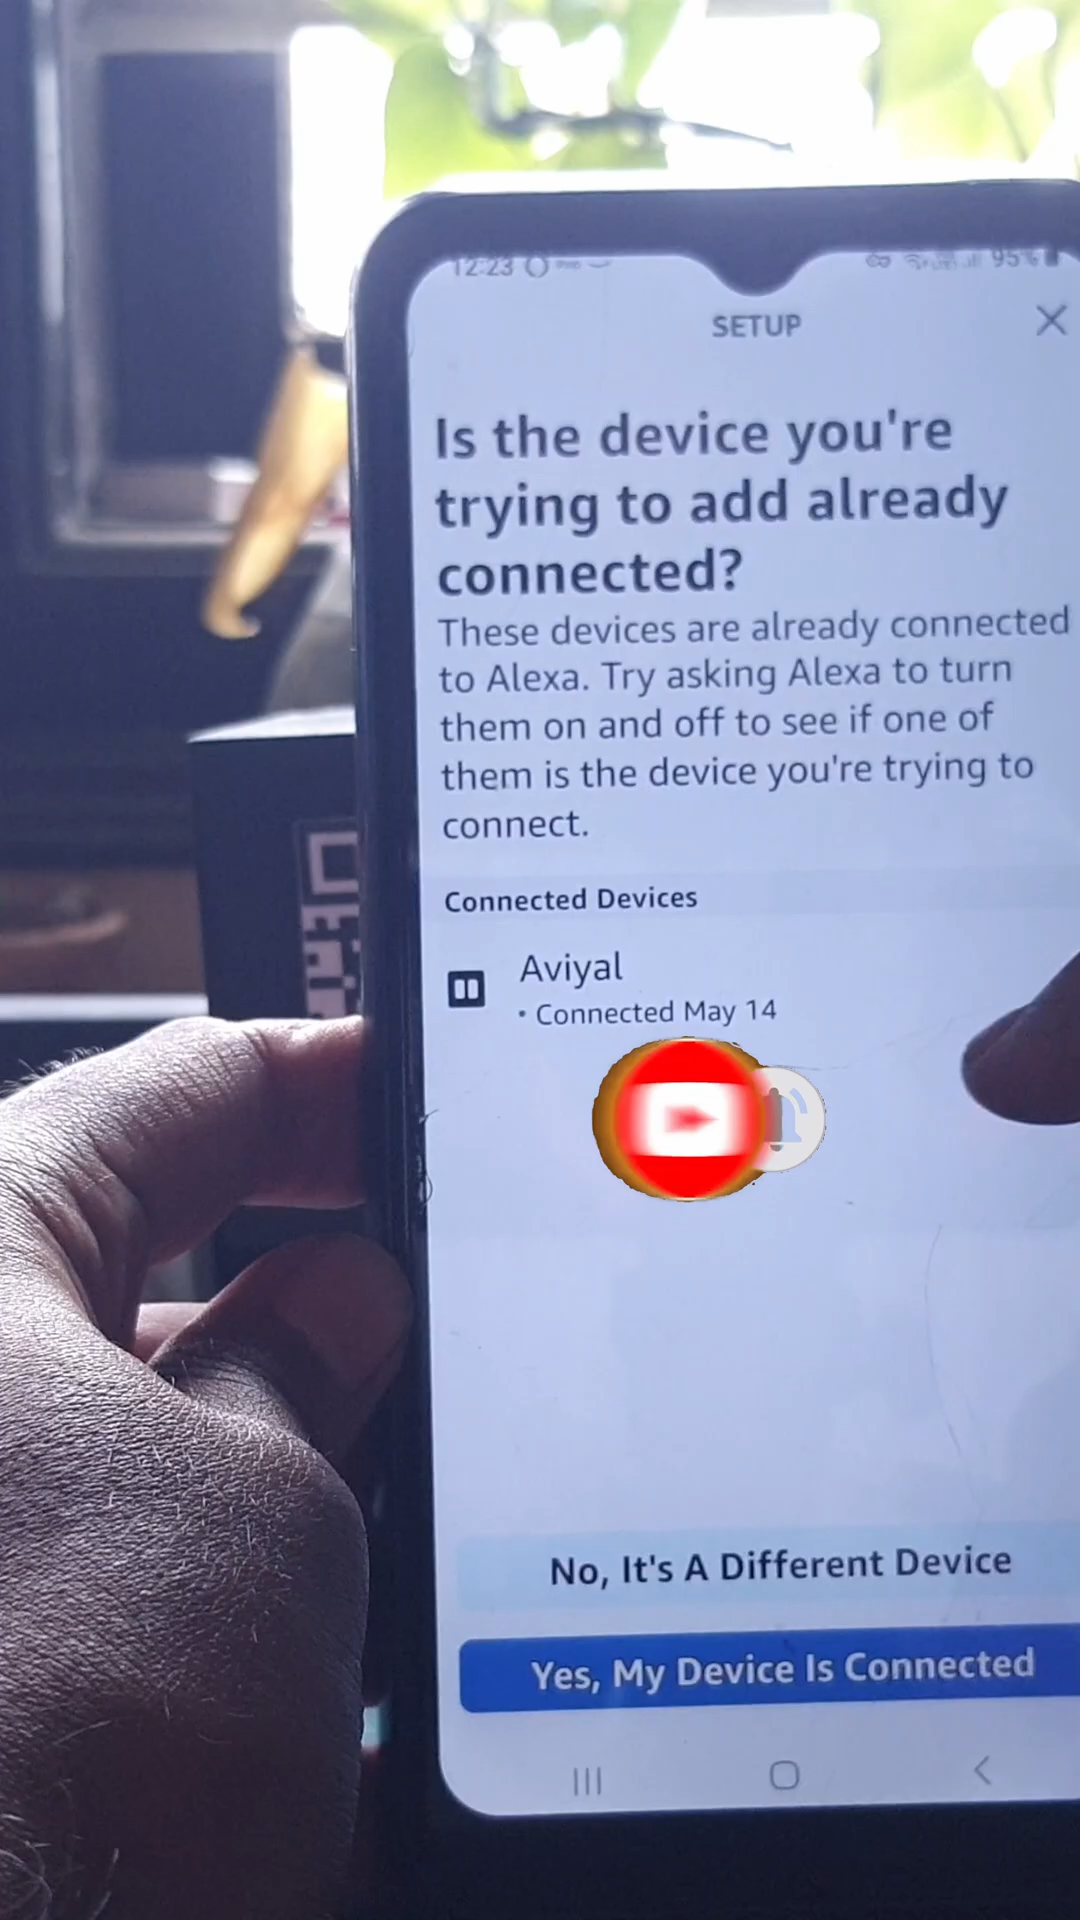 12:23
95%
SETUP
Is the device you're
trying to add already
connected?
These devices are already connected
to Alexa. Try asking Alexa to turn
them on and off to see if one of
them is the device you're trying to
connect.
Connected Devices
Aviyal
• Connected May 14
No, It's A Different Device
Yes, My Device Is Connected